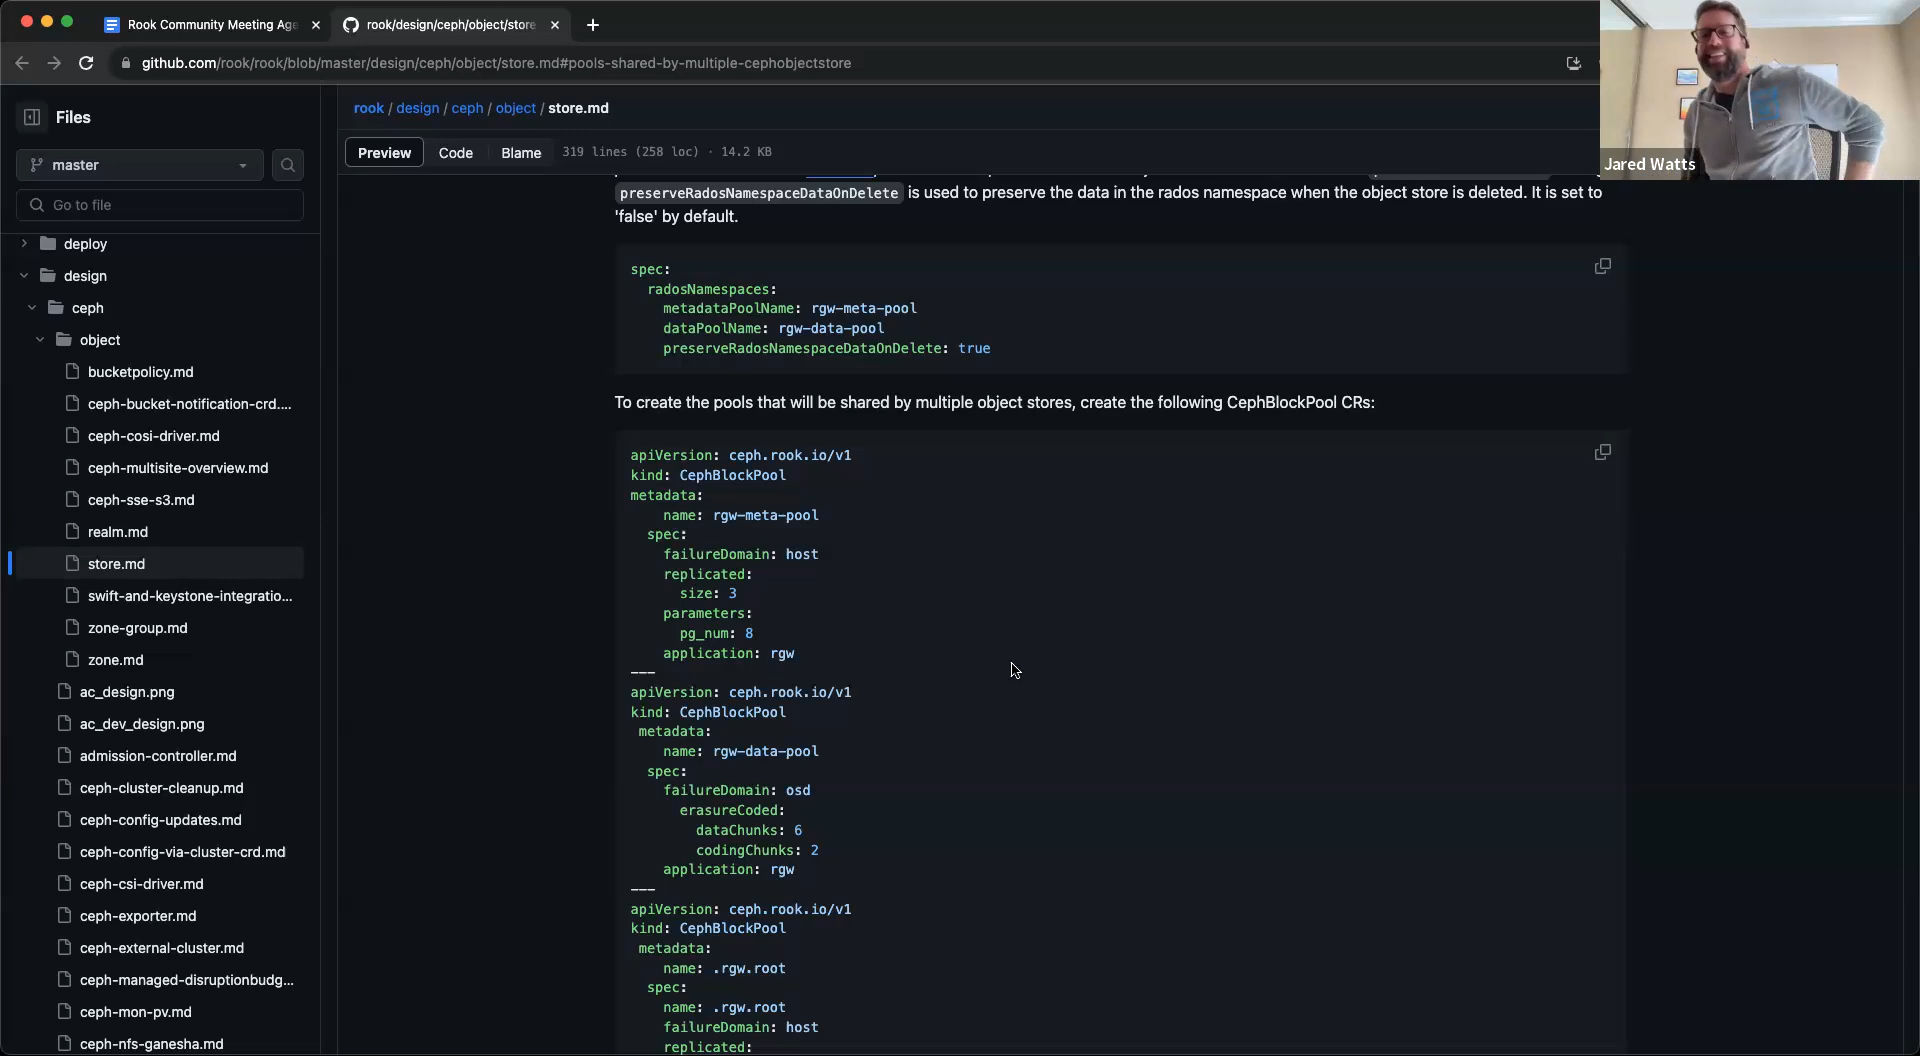 Rook Community Meeting Age
rook/design/ceph/object/store
github.com/rook/rook/blob/master/design/ceph/object/store.md#pools-shared-by-multiple-cephobjectstore
Jared Watts
Files
master
Go to file
deploy
design
ceph
object
bucketpolicy.md
ceph-bucket-notification-crd....
ceph-cosi-driver.md
ceph-multisite-overview.md
ceph-sse-s3.md
realm.md
store.md
swift-and-keystone-integratio...
zone-group.md
zone.md
ac_design.png
ac_dev_design.png
admission-controller.md
ceph-cluster-cleanup.md
ceph-config-updates.md
ceph-config-via-cluster-crd.md
ceph-csi-driver.md
ceph-exporter.md
ceph-external-cluster.md
ceph-managed-disruptionbudg...
ceph-mon-pv.md
ceph-nfs-ganesha.md
rook / design / ceph / object / store.md
Preview Code Blame 319 lines (258 loc) · 14.2 KB
preserveRadosNamespaceDataOnDelete is used to preserve the data in the rados namespace when the object store is deleted. It is set to
'false' by default.
spec:
radosNamespaces:
metadataPoolName: rgw-meta-pool
dataPoolName: rgw-data-pool
preserveRadosNamespaceDataOnDelete: true
To create the pools that will be shared by multiple object stores, create the following CephBlockPool CRs:
apiVersion: ceph.rook.io/v1
kind: CephBlockPool
metadata:
name: rgw-meta-pool
spec:
failureDomain: host
replicated:
size: 3
parameters:
pg_num: 8
application: rgw
---
apiVersion: ceph.rook.io/v1
kind: CephBlockPool
metadata:
name: rgw-data-pool
spec:
failureDomain: osd
erasureCoded:
dataChunks: 6
codingChunks: 2
application: rgw
---
apiVersion: ceph.rook.io/v1
kind: CephBlockPool
metadata:
name: .rgw.root
spec:
name: .rgw.root
failureDomain: host
replicated: